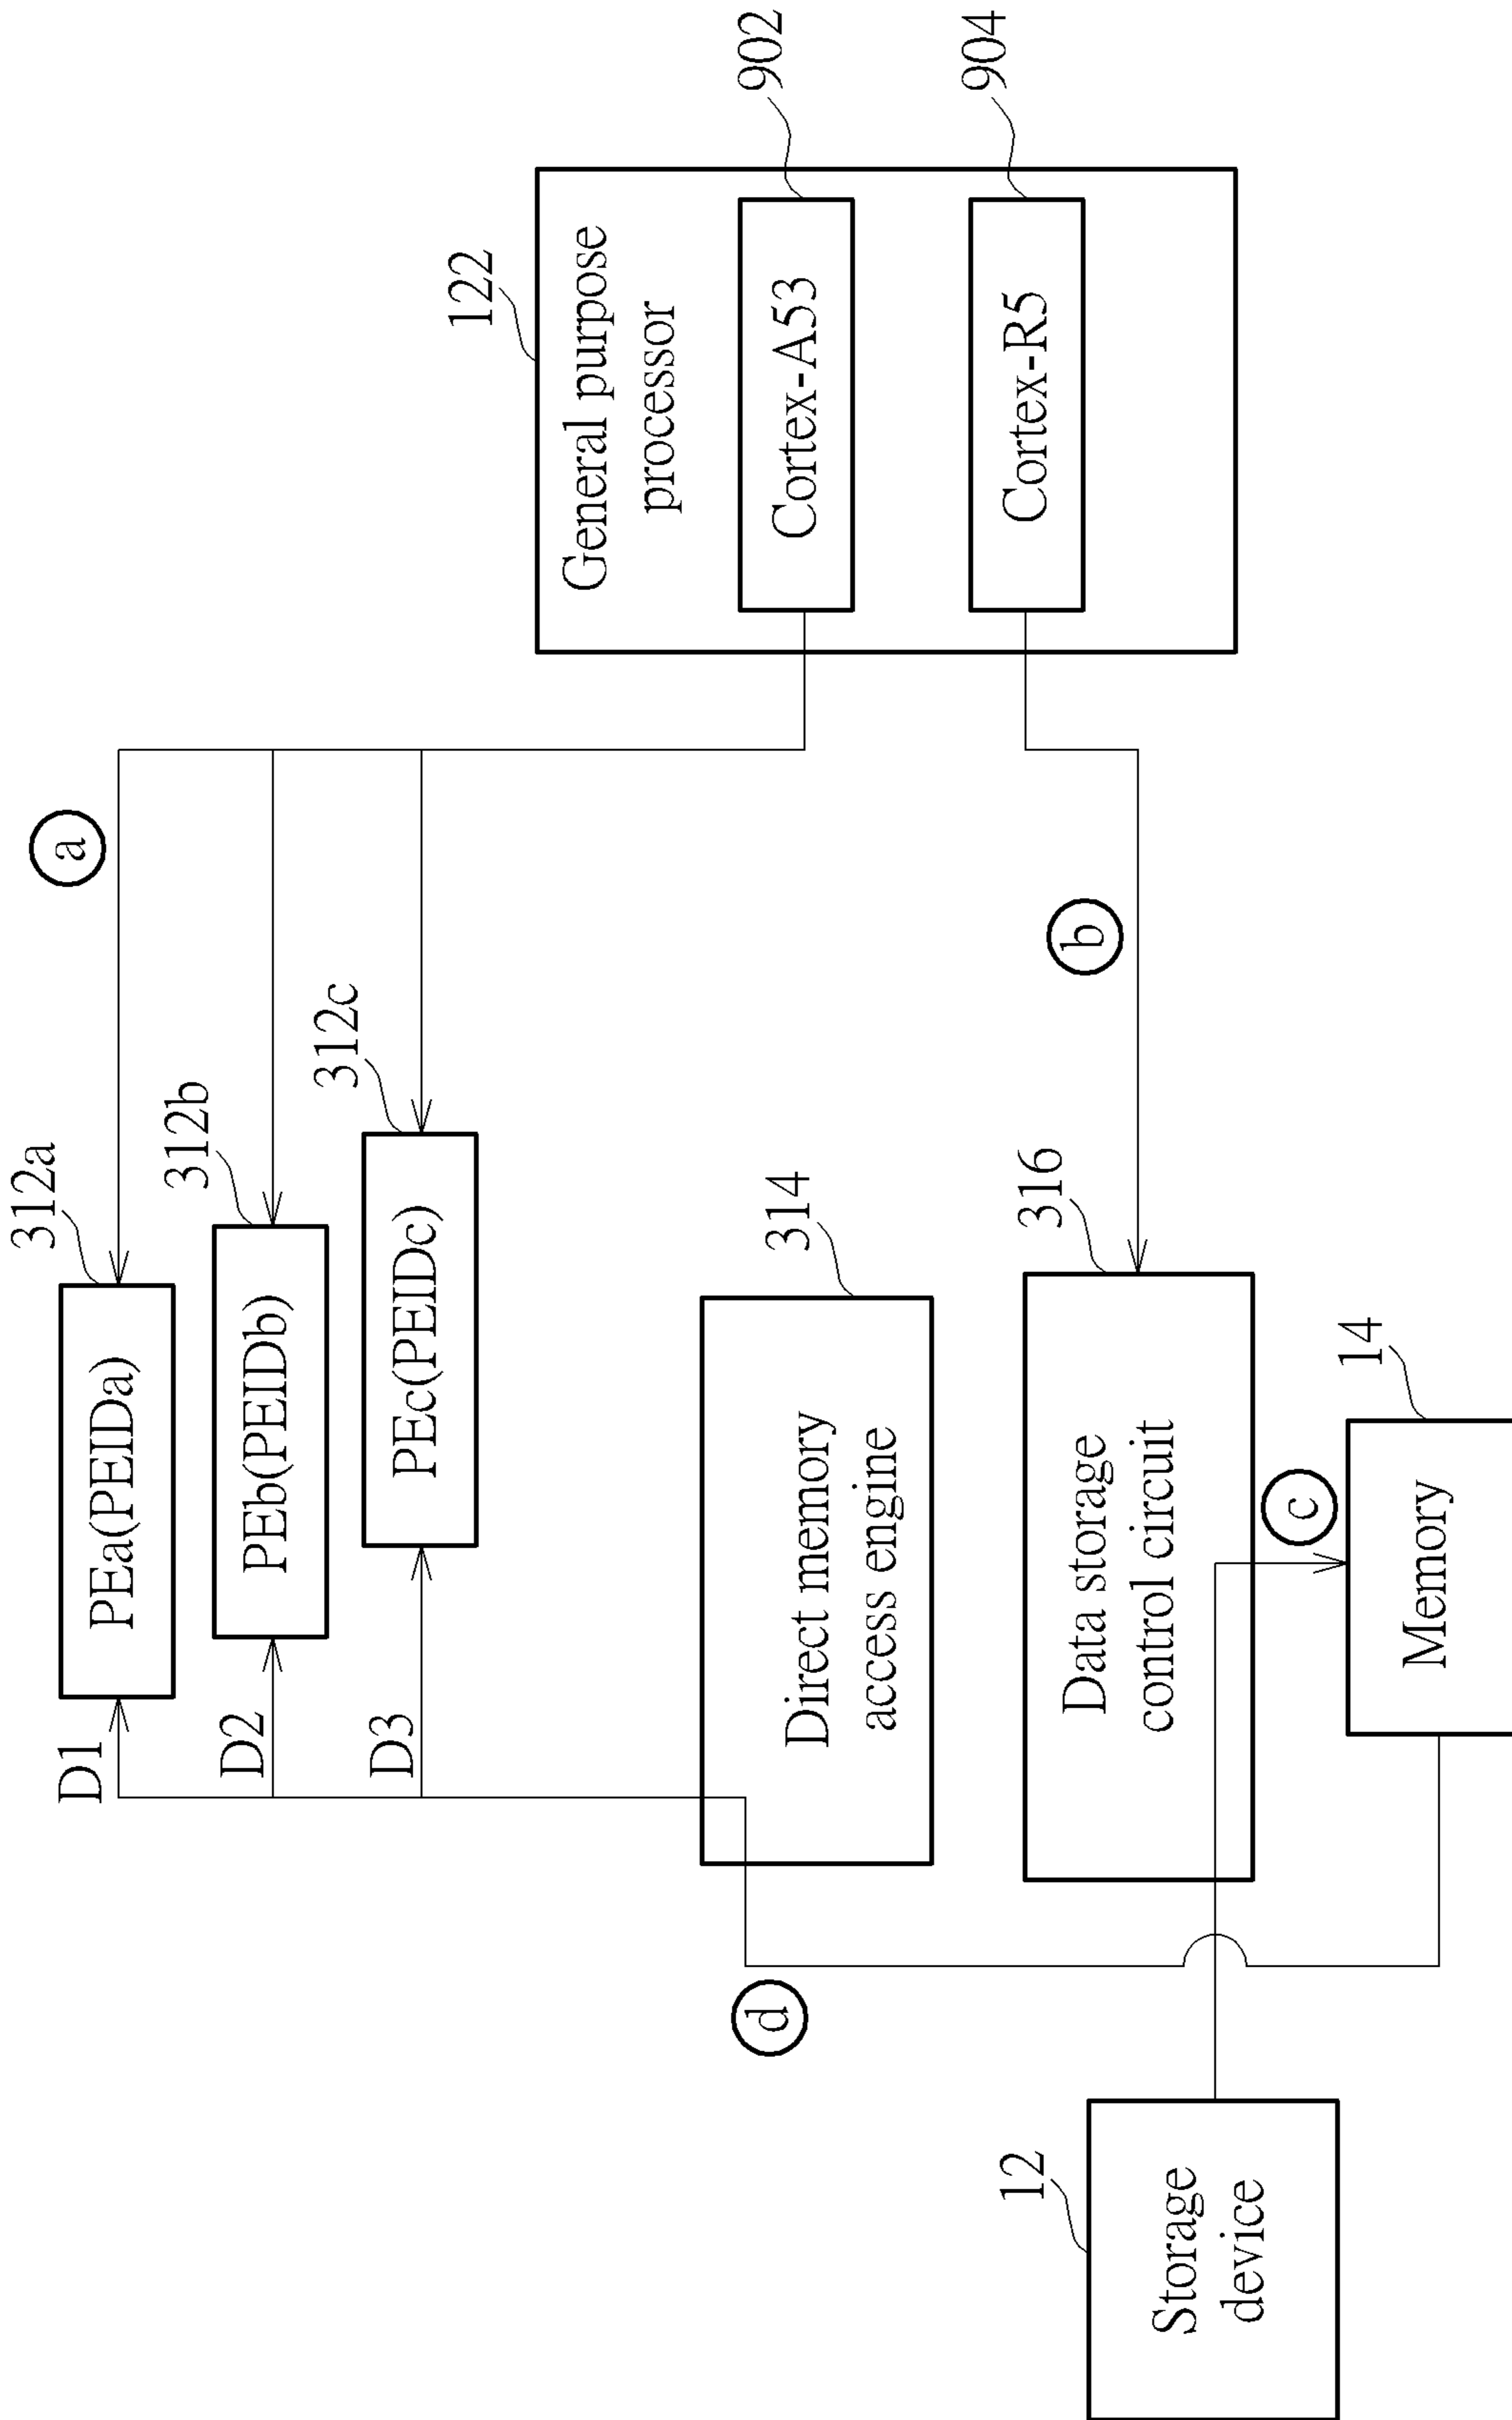 312a
PEa(PEIDa)
D1
a
312b
PEb(PEIDb)
D2
312c
PEc(PEIDc)
D3
122
General purpose
processor
902
Cortex-A53
904
Cortex-R5
314
Direct memory
access engine
d
b
316
Data storage
control circuit
c
12
Storage
device
14
Memory